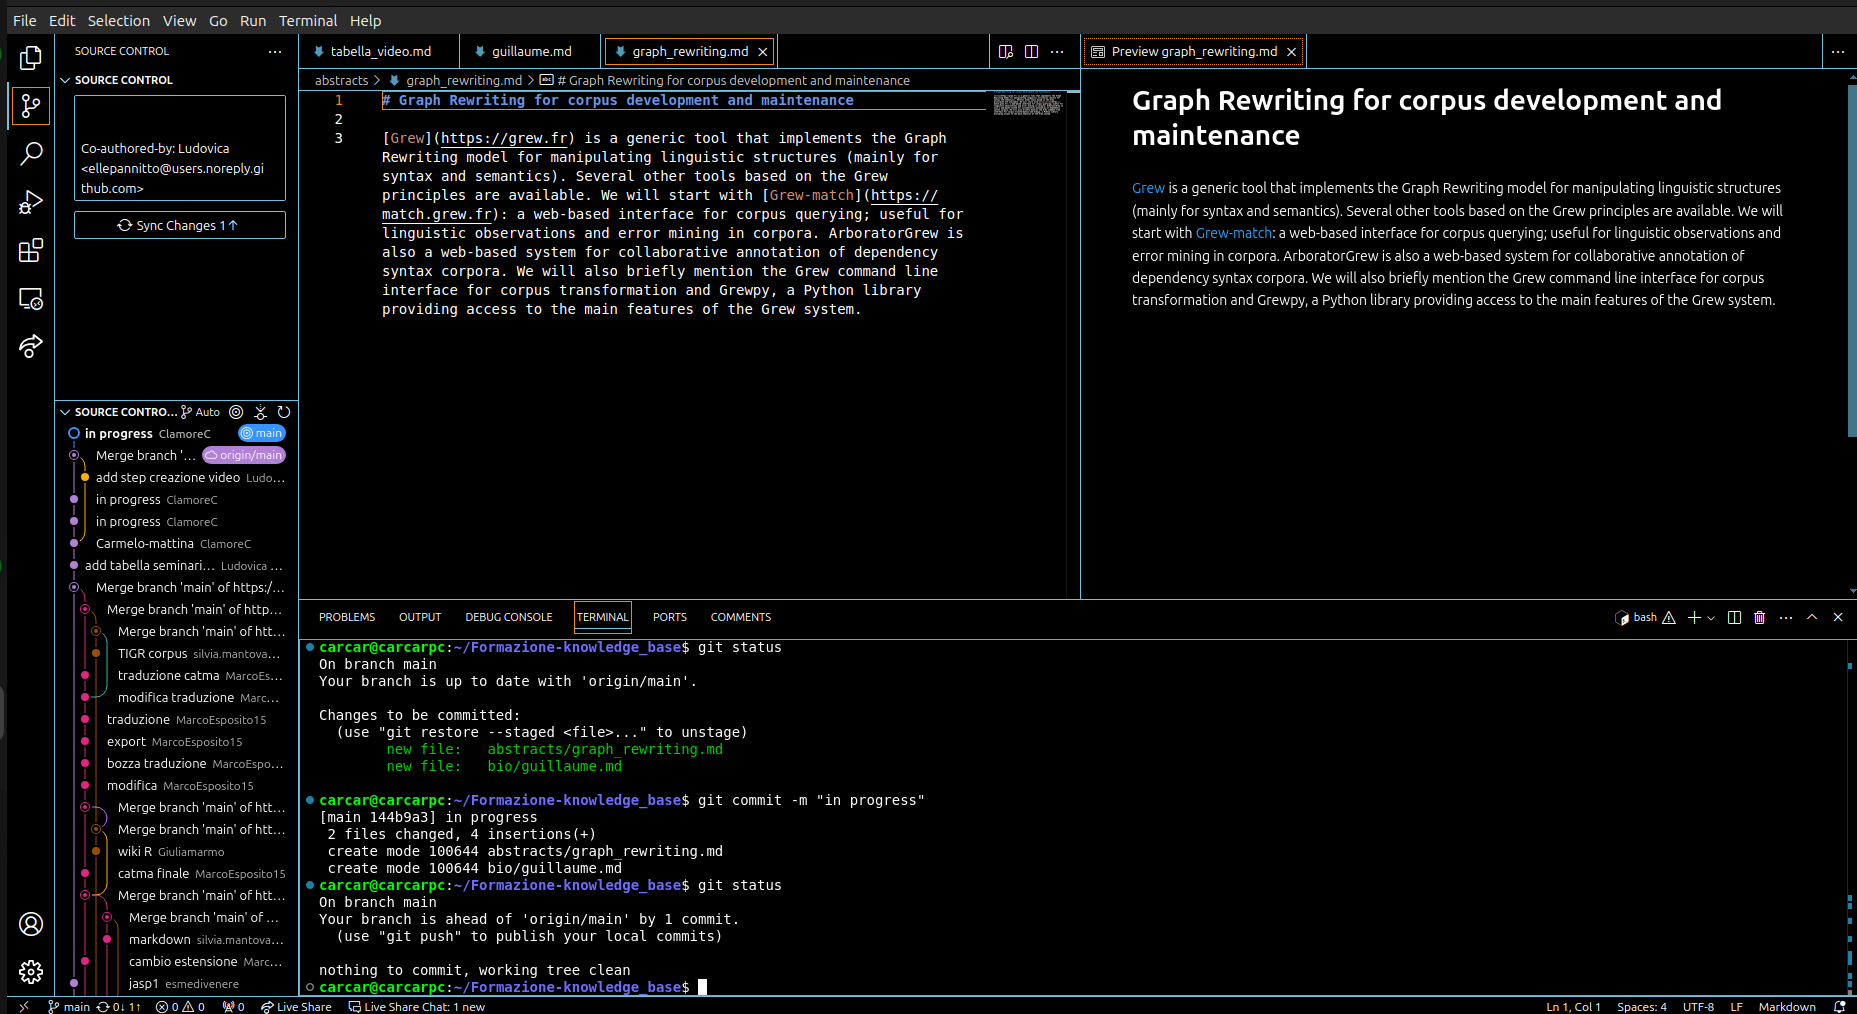 File Edit Selection View Go Run Terminal Help
SOURCE CONTROL ...
SOURCE CONTROL
Co-authored-by: Ludovica
<ellepannitto@users.noreply.gi
thub.com>
Sync Changes 1↑
SOURCE CONTRO... Auto
in progress ClamoreC main
Merge branch '... origin/main
add step creazione video Ludo...
in progress ClamoreC
in progress ClamoreC
Carmelo-mattina ClamoreC
add tabella seminari... Ludovica ...
Merge branch 'main' of https:/...
Merge branch 'main' of http...
Merge branch 'main' of htt...
TIGR corpus silvia.mantova...
traduzione catma MarcoEs...
modifica traduzione Marc...
traduzione MarcoEsposito15
export MarcoEsposito15
bozza traduzione MarcoEspo...
modifica MarcoEsposito15
Merge branch 'main' of htt...
Merge branch 'main' of htt...
wiki R Giuliamarmo
catma finale MarcoEsposito15
Merge branch 'main' of htt...
Merge branch 'main' of ...
markdown silvia.mantova...
cambio estensione Marc...
jasp1 esmedivenere
tabella_video.md guillaume.md graph_rewriting.md
abstracts > graph_rewriting.md > # Graph Rewriting for corpus development and maintenance
1 # Graph Rewriting for corpus development and maintenance
2
3 [Grew](https://grew.fr) is a generic tool that implements the Graph
Rewriting model for manipulating linguistic structures (mainly for
syntax and semantics). Several other tools based on the Grew
principles are available. We will start with [Grew-match](https://
match.grew.fr): a web-based interface for corpus querying; useful for
linguistic observations and error mining in corpora. ArboratorGrew is
also a web-based system for collaborative annotation of dependency
syntax corpora. We will also briefly mention the Grew command line
interface for corpus transformation and Grewpy, a Python library
providing access to the main features of the Grew system.
Preview graph_rewriting.md
Graph Rewriting for corpus development and
maintenance
Grew is a generic tool that implements the Graph Rewriting model for manipulating linguistic structures
(mainly for syntax and semantics). Several other tools based on the Grew principles are available. We will
start with Grew-match: a web-based interface for corpus querying; useful for linguistic observations and
error mining in corpora. ArboratorGrew is also a web-based system for collaborative annotation of
dependency syntax corpora. We will also briefly mention the Grew command line interface for corpus
transformation and Grewpy, a Python library providing access to the main features of the Grew system.
PROBLEMS OUTPUT DEBUG CONSOLE TERMINAL PORTS COMMENTS bash
carcar@carcarpc:~/Formazione-knowledge_base$ git status
On branch main
Your branch is up to date with 'origin/main'.
Changes to be committed:
(use "git restore --staged <file>..." to unstage)
new file: abstracts/graph_rewriting.md
new file: bio/guillaume.md
carcar@carcarpc:~/Formazione-knowledge_base$ git commit -m "in progress"
[main 144b9a3] in progress
2 files changed, 4 insertions(+)
create mode 100644 abstracts/graph_rewriting.md
create mode 100644 bio/guillaume.md
carcar@carcarpc:~/Formazione-knowledge_base$ git status
On branch main
Your branch is ahead of 'origin/main' by 1 commit.
(use "git push" to publish your local commits)
nothing to commit, working tree clean
carcar@carcarpc:~/Formazione-knowledge_base$
main 0↓ 1↑ 0 0 0 Live Share Live Share Chat: 1 new Ln 1, Col 1 Spaces: 4 UTF-8 LF Markdown